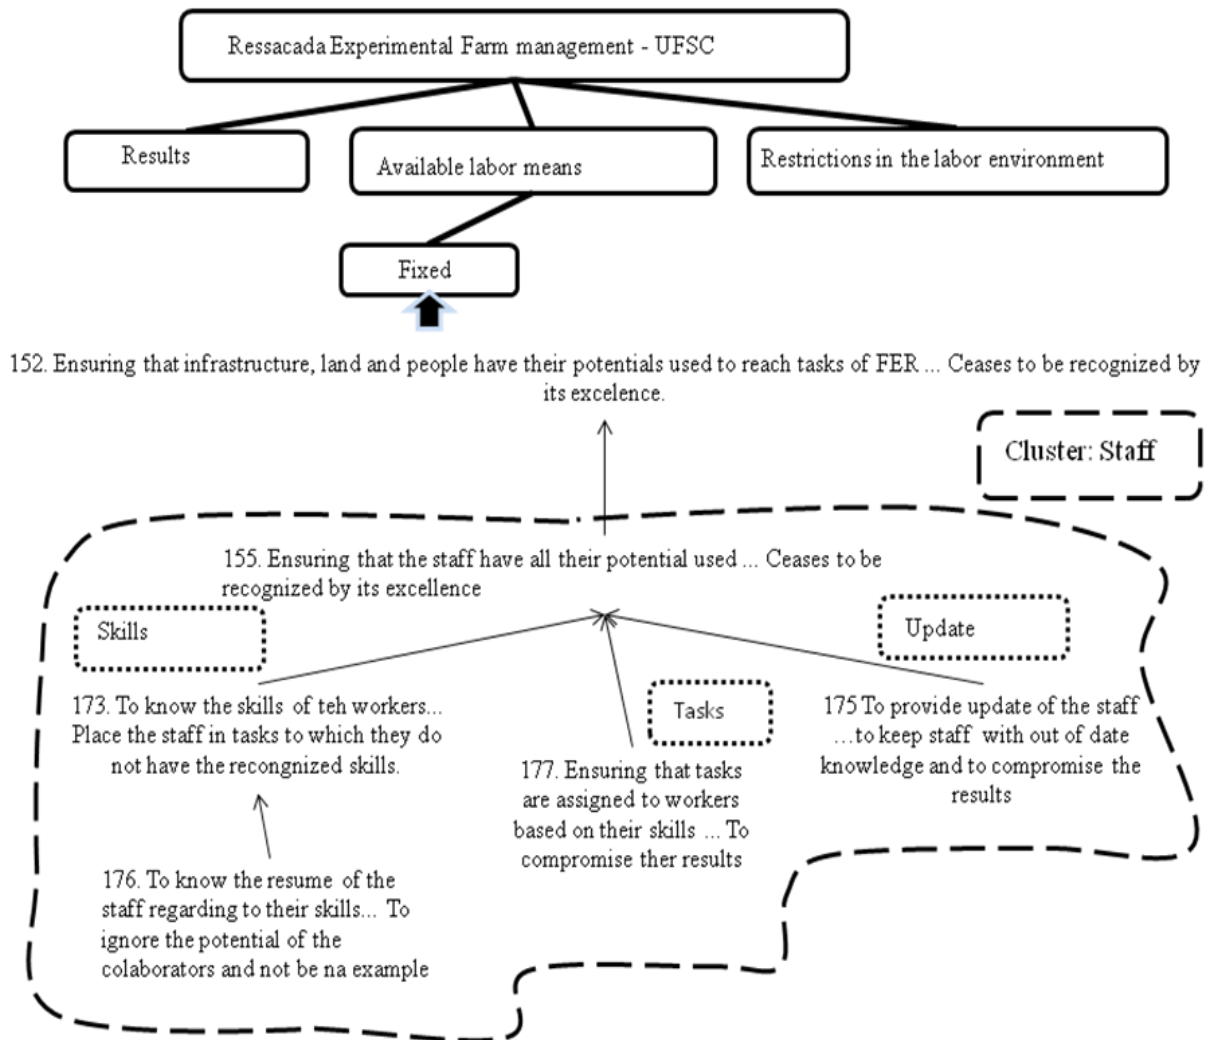 Ressacada Experimental Farm management - UFSC
Results
Available labor means
Restrictions in the labor environment
Fixed
152. Ensuring that infrastructure, land and people have their potentials used to reach tasks of FER ... Ceases to be recognized by
its excelence.
Cluster: Staff
155. Ensuring that the staff have all their potential used ... Ceases to be
recognized by its excellence
Skills
Update
173. To know the skills of teh workers...
Place the staff in tasks to which they do
not have the recongnized skills.
Tasks
175 To provide update of the staff
...to keep staff with out of date
knowledge and to compromise the
results
177. Ensuring that tasks
are assigned to workers
based on their skills ... To
compromise ther results
176. To know the resume of the
staff regarding to their skills... To
ignore the potential of the
colaborators and not be na example